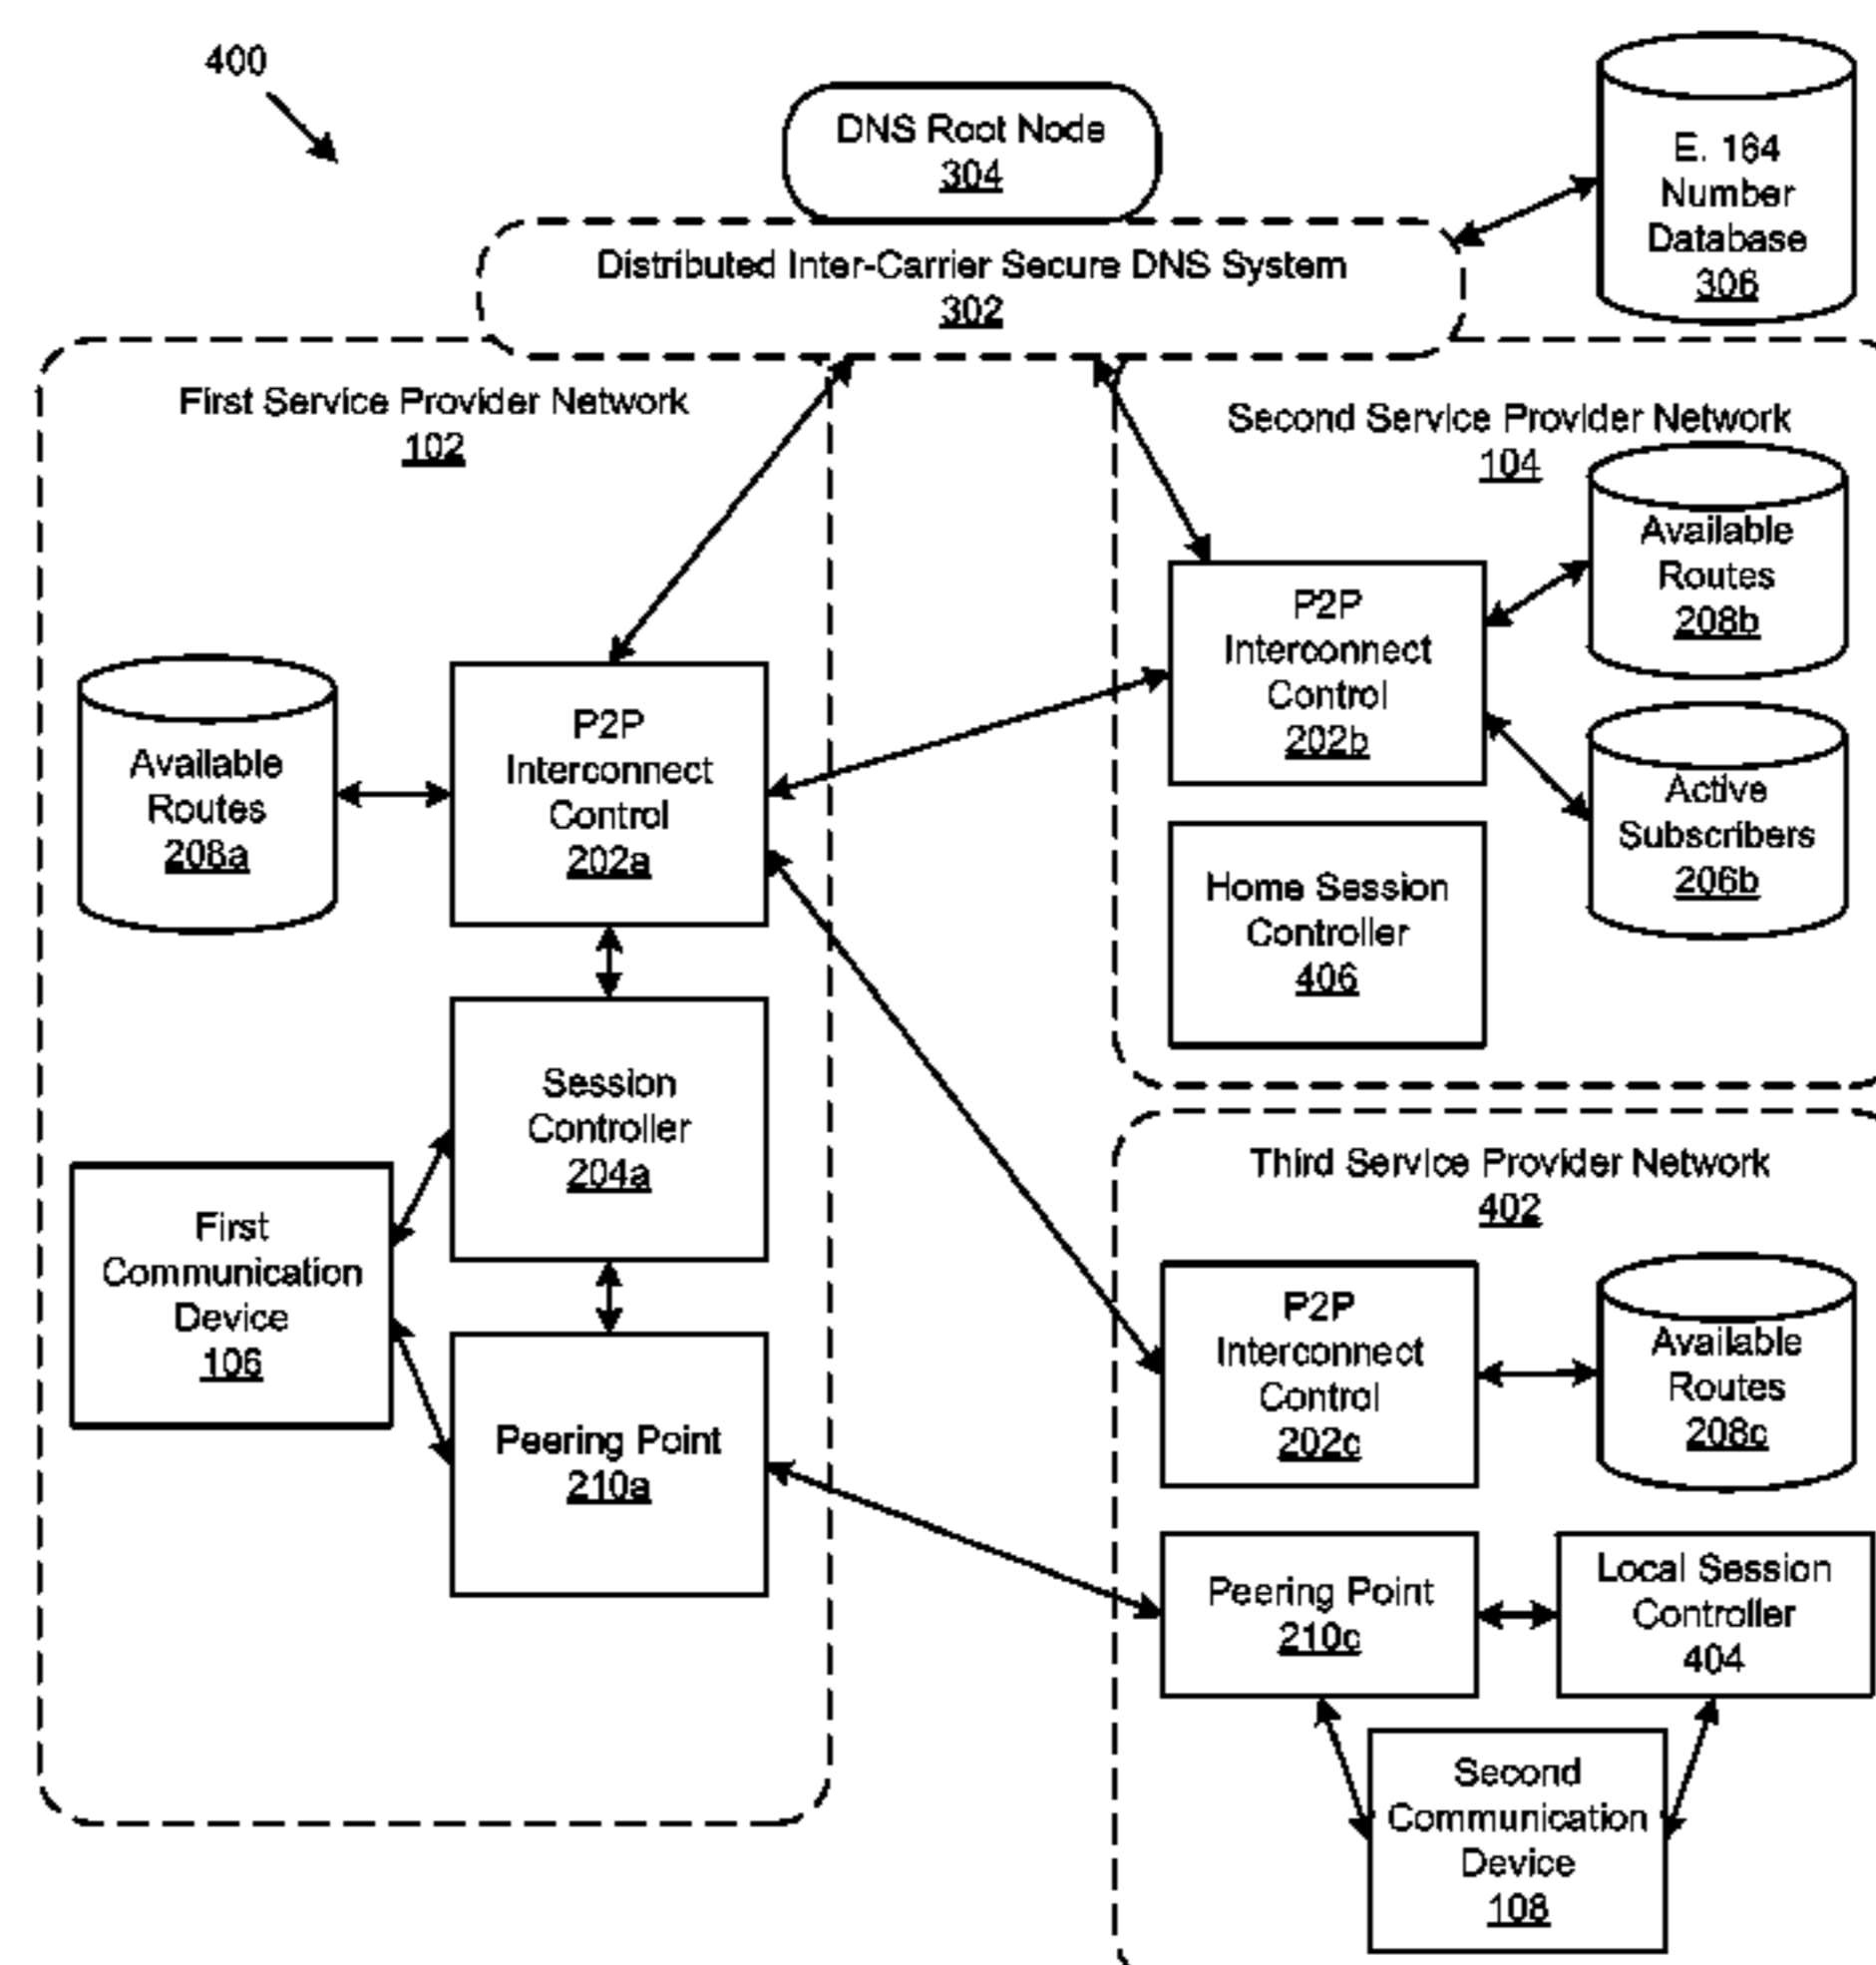 400
DNS Root Node
304
E. 164
Number
Database
306
Distributed Inter-Carrier Secure DNS System
302
First Service Provider Network
102
Second Service Provider Network
104
Available
Routes
208b
P2P
Interconnect
Control
202b
Available
Routes
208a
P2P
Interconnect
Control
202a
Active
Subscribers
206b
Home Session
Controller
406
Session
Controller
204a
Third Service Provider Network
402
First
Communication
Device
106
P2P
Interconnect
Control
202c
Available
Routes
208c
Peering Point
210a
Peering Point
210c
Local Session
Controller
404
Second
Communication
Device
108